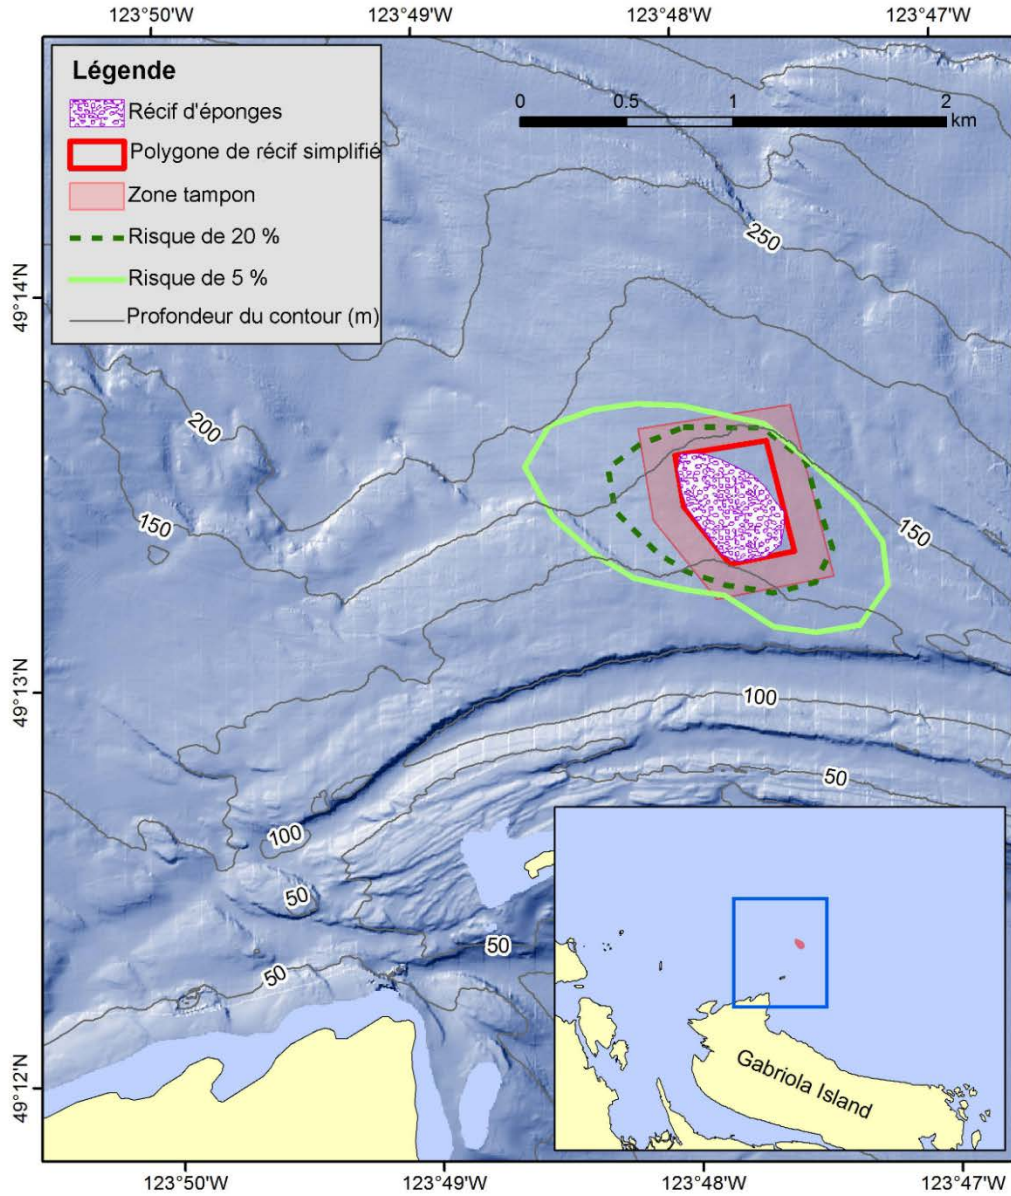 123°50'W 123°49'W 123°48'W 123°47'W
Légende
Récif d'éponges
Polygone de récif simplifié
Zone tampon
Risque de 20 %
Risque de 5 %
Profondeur du contour (m)
0 0.5 1 2
km
250
49°14'N
200
150
150
49°13'N
100
50
100
50
50
50
Gabriola Island
49°12'N
123°50'W 123°49'W 123°48'W 123°47'W